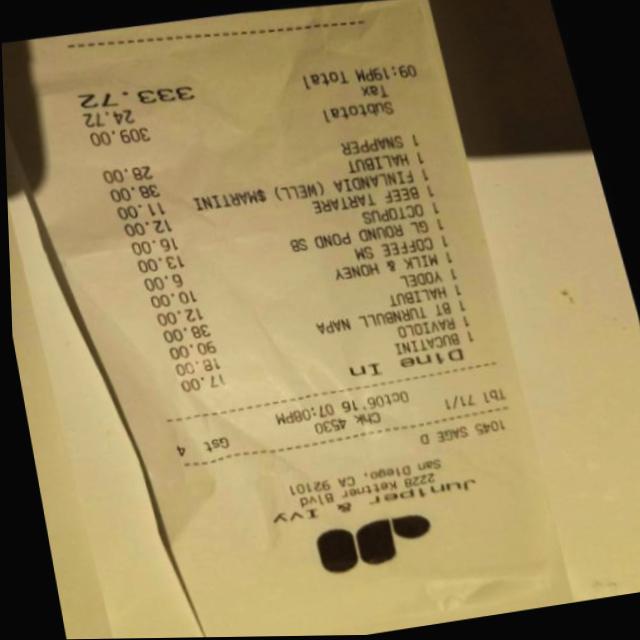 Juniper & Ivy
2228 Kettner Blvd
San Diego, CA 92101
1045 SAGE D
Tbl 71/1 Chk 4530 Gst 4
Oct06'16 07:08PM
Dine In
1 BUCATINI 17.00
1 RAVIOLO 18.00
1 BT TURNBULL NAPA 90.00
1 HALIBUT 38.00
1 YODEL 12.00
1 MILK & HONEY 10.00
1 COFFEE SM 6.00
1 GL ROUND POND SB 13.00
1 OCTOPUS 16.00
1 BEEF TARTARE 12.00
1 FINLANDIA (WELL) $MARTINI 11.00
1 HALIBUT 38.00
1 SNAPPER 28.00
Subtotal 309.00
Tax 24.72
09:19PM Total 333.72